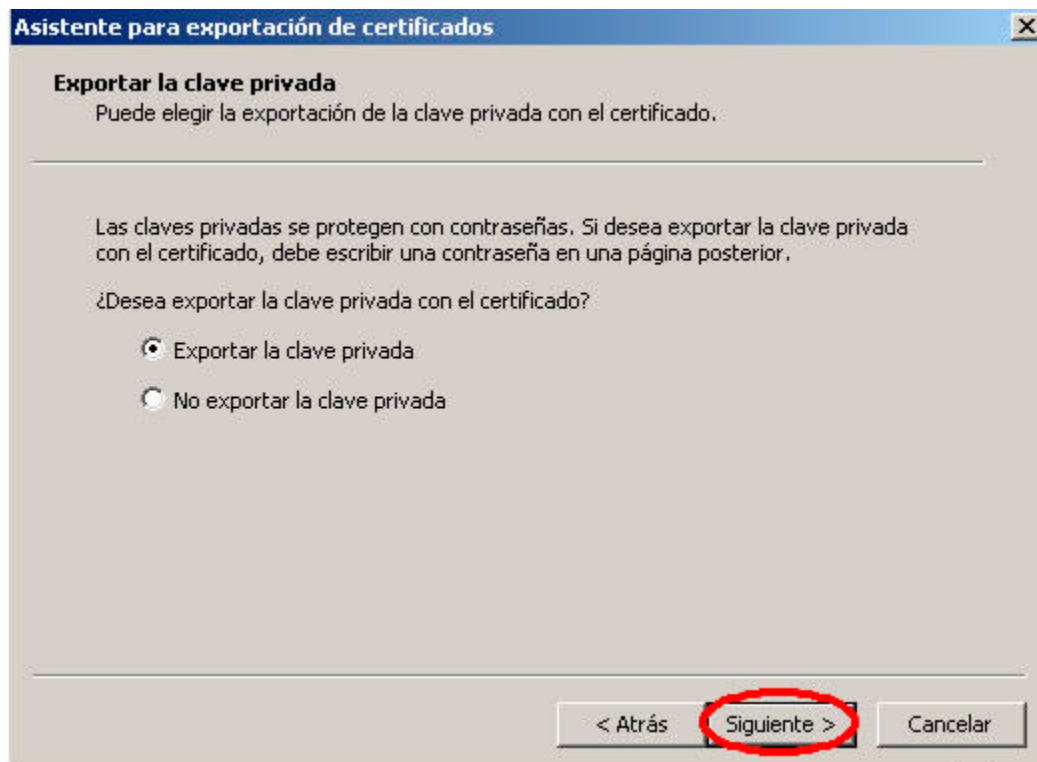 Asistente para exportación de certificados
Exportar la clave privada
Puede elegir la exportación de la clave privada con el certificado.
Las claves privadas se protegen con contraseñas. Si desea exportar la clave privada
con el certificado, debe escribir una contraseña en una página posterior.
¿Desea exportar la clave privada con el certificado?
Exportar la clave privada
No exportar la clave privada
< Atrás
Siguiente >
Cancelar